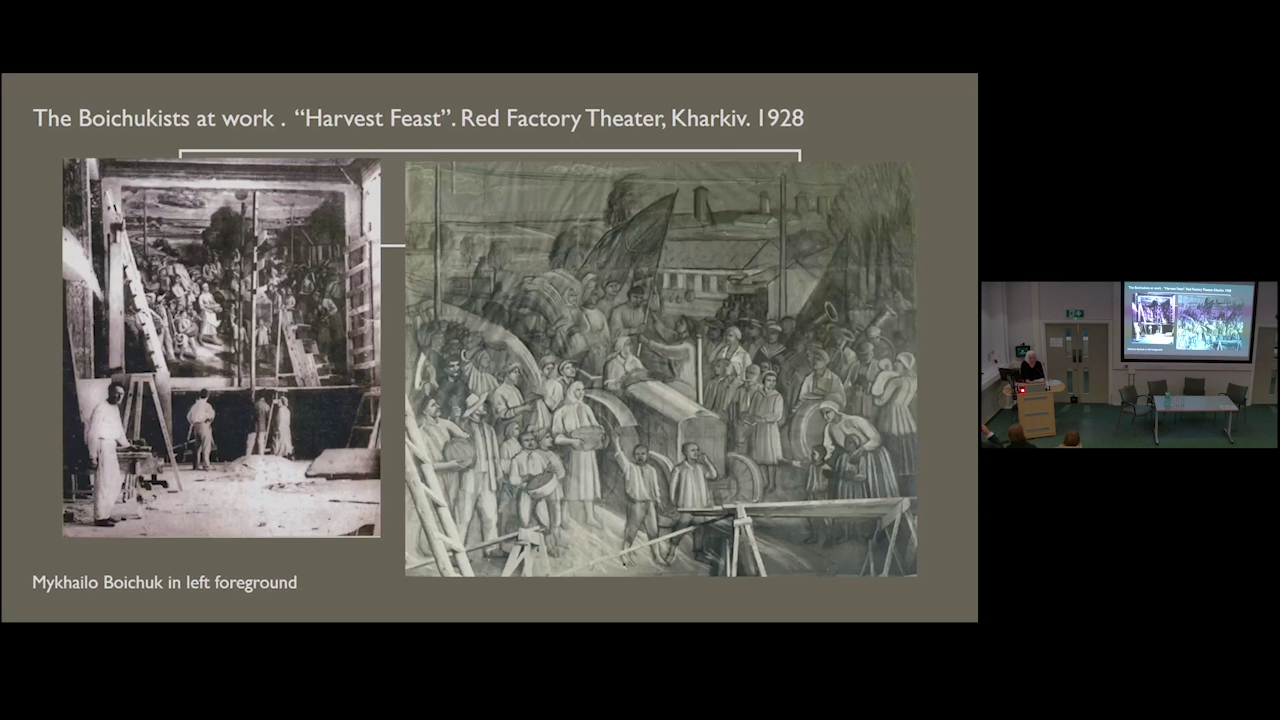 The Boichukists at work . “Harvest Feast”. Red Factory Theater, Kharkiv. 1928
Mykhailo Boichuk in left foreground